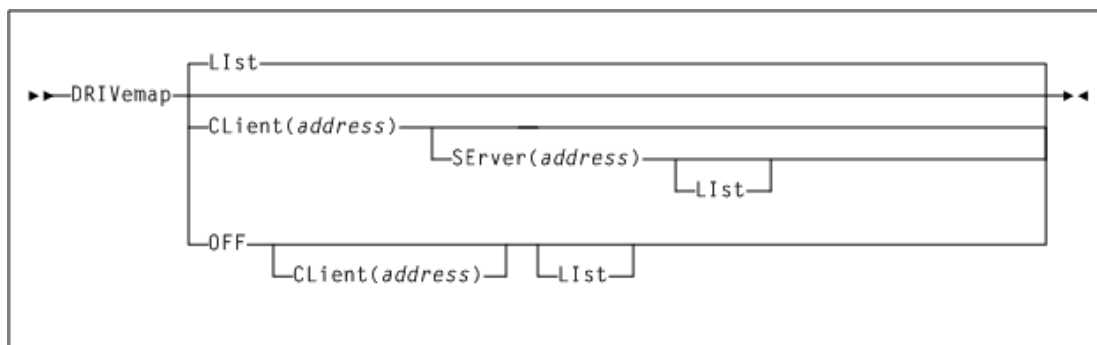 LIst
DRIVemap
CLient(address)
SErver(address)
LIst
OFF
CLient(address) LIst